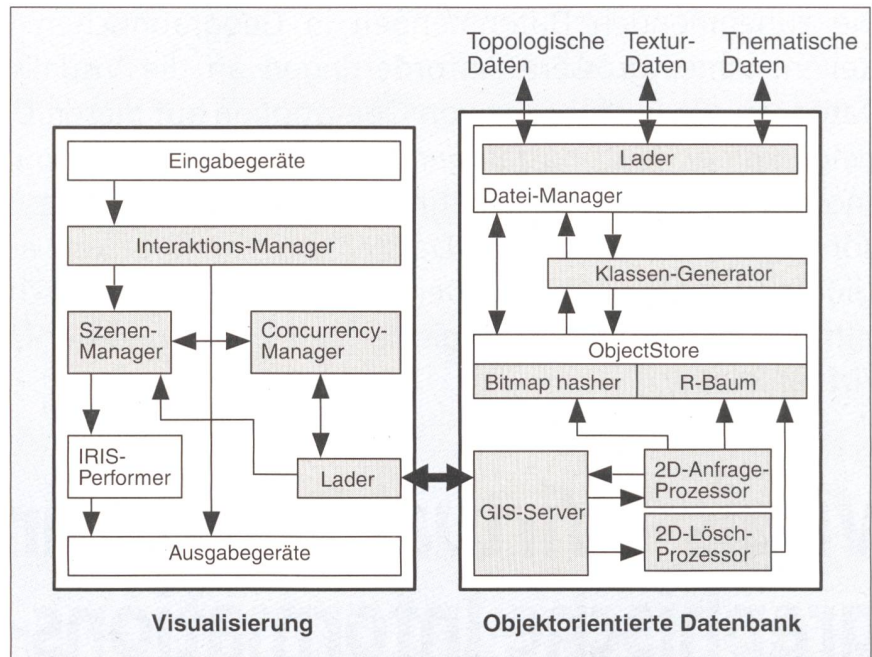 Topologische Daten
Textur-
Daten
Thematische
Daten
Eingabegeräte
Interaktions-Manager
Szenen-
Manager
Concurrency-
Manager
IRIS-
Performer
Lader
Ausgabegeräte
Visualisierung
Lader
Datei-Manager
Klassen-Generator
ObjectStore
Bitmap hasher
R-Baum
GIS-Server
2D-Anfrage-
Prozessor
2D-Lösch-
Prozessor
Objektorientierte Datenbank